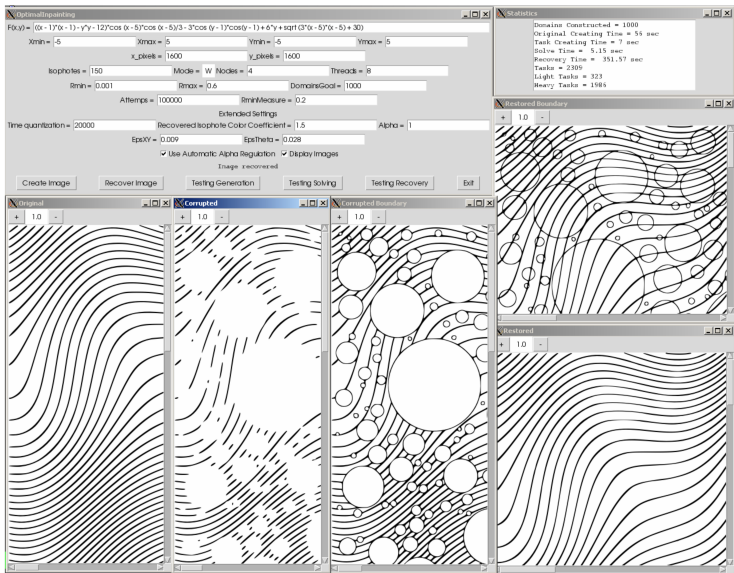 OptimalInpainting
F(x,y) = ((x - 1)*(x - 1) - y*y - 12)*cos (x - 5)*cos (x - 5)/3 - 3*cos (y - 1)*cos(y - 1) + 6*y + sqrt (3*(x - 5)*(x - 5) + 30)
Xmin = -5 Xmax = 5 Ymin = -5 Ymax = 5
x_pixels = 1600 y_pixels = 1600
Isophotes = 150 Mode = W Nodes = 4 Threads = 8
Rmin = 0.001 Rmax = 0.6 DomainsGoal = 1000
Attemps = 100000 RminMeasure = 0.2
Extended Settings
Time quantization = 20000 Recovered Isophote Color Coefficient = 1.5 Alpha = 1
EpsXY = 0.009 EpsTheta = 0.028
Use Automatic Alpha Regulation Display Images
Image recovered
Create Image Recover Image Testing Generation Testing Solving Testing Recovery Exit
Statistics
Domains Constructed = 1000
Original Creating Time = 56 sec
Task Creating Time = 7 sec
Solve Time = 5.15 sec
Recovery Time = 351.57 sec
Tasks = 2309
Light Tasks = 323
Heavy Tasks = 1986
Restored Boundary
+ 1.0 -
Original
+ 1.0 -
Corrupted
+ 1.0 -
Corrupted Boundary
+ 1.0 -
Restored
+ 1.0 -